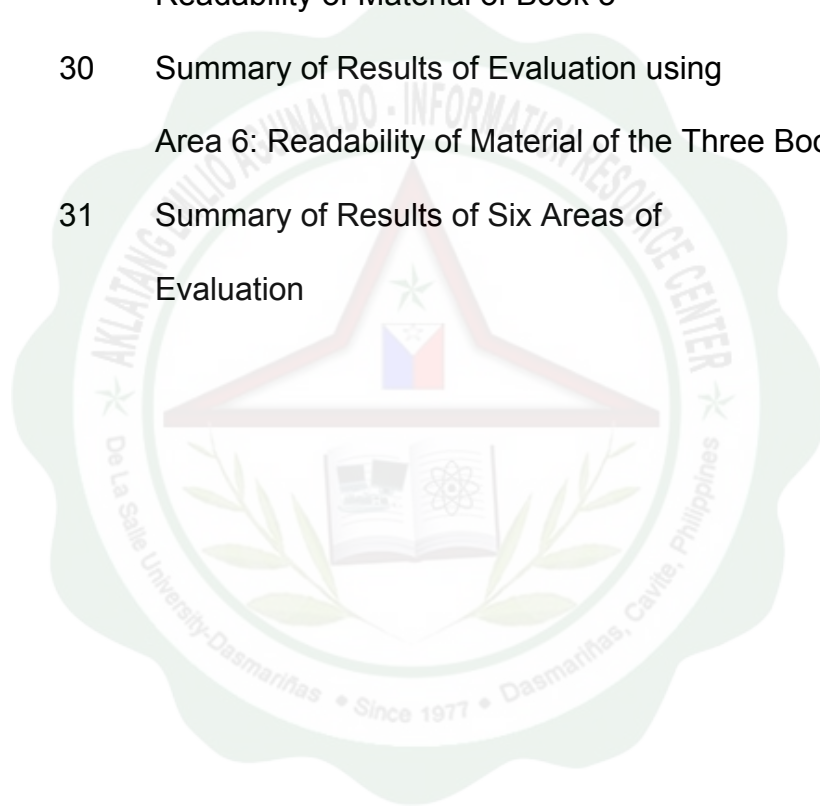 Readability of Material of Book
30 Summary of Results of Evaluation using
Area 6: Readability of Material of the Three
31 Summary of Results of Six Areas of
Evaluation
AKLATANG EMILIO AGUINALDO - INFORMATION RESOURCE CENTER
De La Salle University-Dasmariñas • Since 1977 • Dasmariñas, Cavite, Philippines